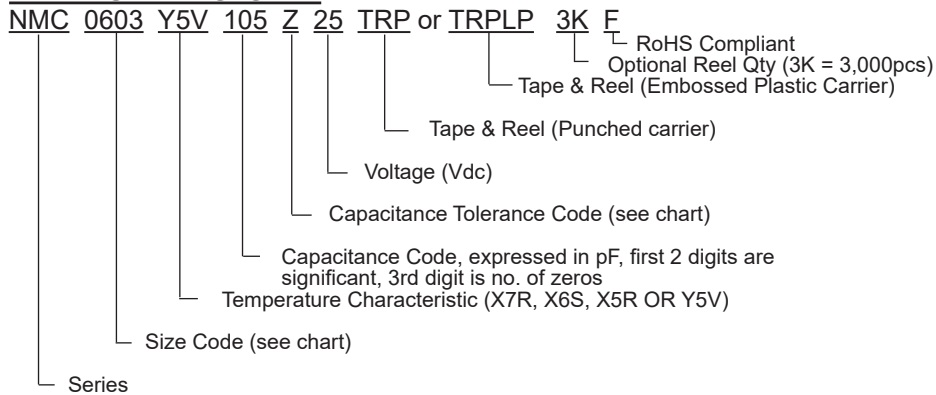 NMC 0603 Y5V 105 Z 25 TRP or TRPLP 3K F
RoHS Compliant
Optional Reel Qty (3K = 3,000pcs)
Tape & Reel (Embossed Plastic Carrier)
Tape & Reel (Punched carrier)
Voltage (Vdc)
Capacitance Tolerance Code (see chart)
Capacitance Code, expressed in pF, first 2 digits are
significant, 3rd digit is no. of zeros
Temperature Characteristic (X7R, X6S, X5R OR Y5V)
Size Code (see chart)
Series